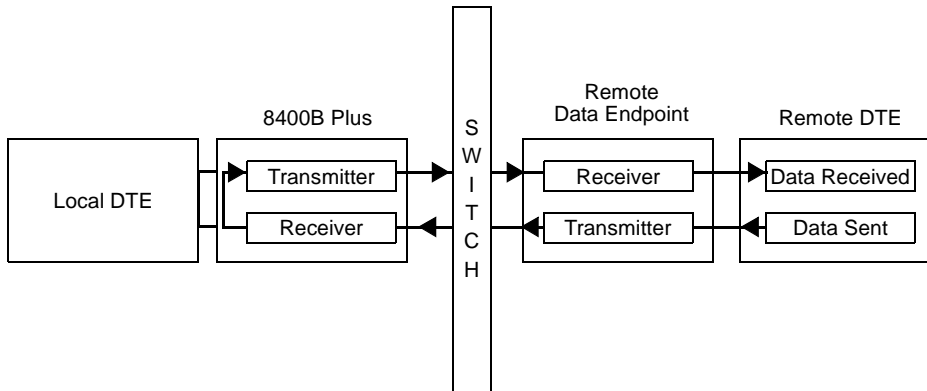 Remote
Data Endpoint
8400B Plus
Remote DTE
S
W
I
T
C
H
Local DTE
Transmitter
Receiver
Receiver
Transmitter
Data Received
Data Sent